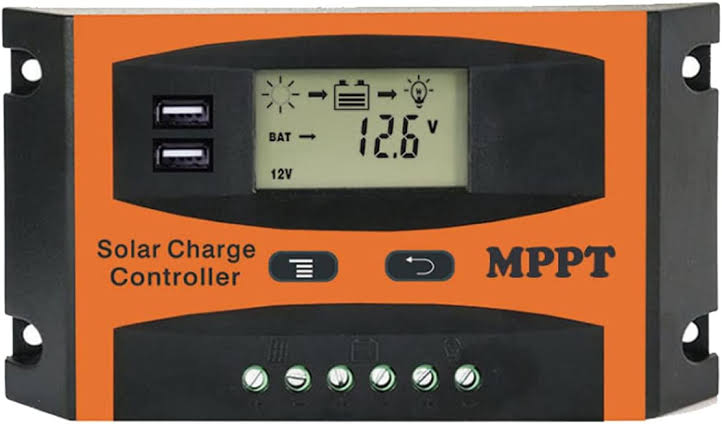 BAT
12.6 V
12V
Solar Charge
Controller
MPPT